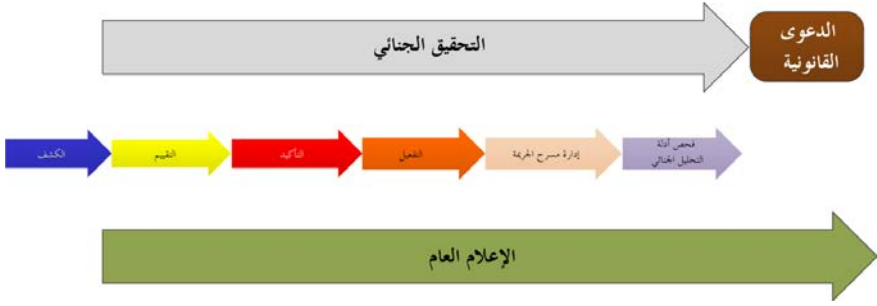 التحقيق الجنائي
الدعوى
القانونية
الكشف
التقييم
التأكيد
التفعيل
إدارة مسرح الجريمة
فحص أدلة
التحليل الجنائي
الإعلام العام